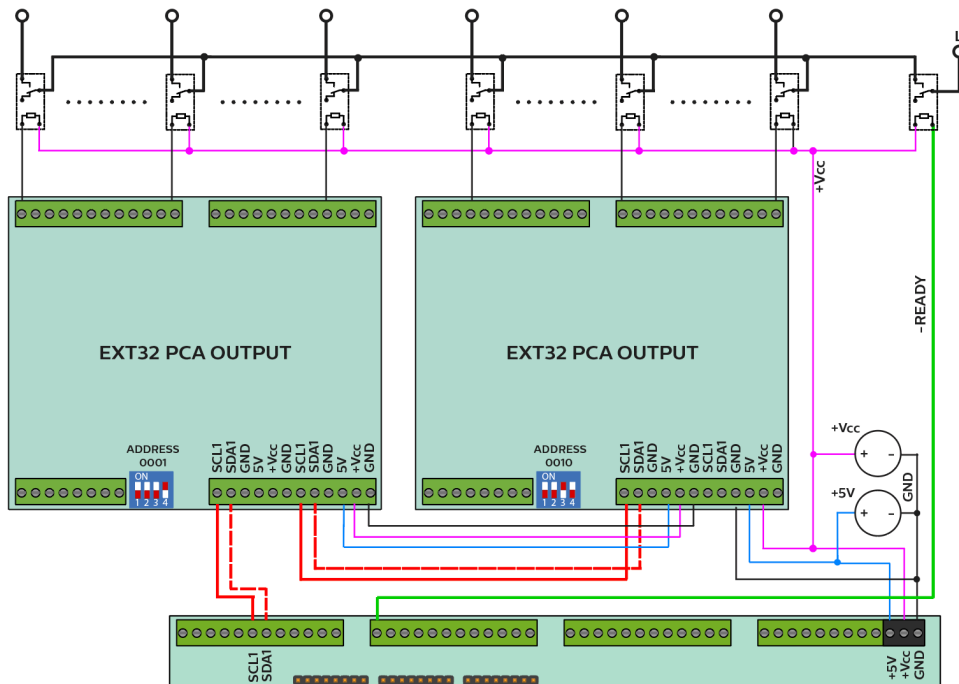 L
+Vcc
-READY
EXT32 PCA OUTPUT
EXT32 PCA OUTPUT
ADDRESS
0001
ON
1 2 3 4
SCL1
SDA1
GND
5V
+Vcc
GND
SCL1
SDA1
GND
5V
+Vcc
GND
ADDRESS
0010
ON
1 2 3 4
SCL1
SDA1
GND
5V
+Vcc
GND
SCL1
SDA1
GND
5V
+Vcc
GND
+Vcc
+ -
+5V
+ -
GND
SCL1
SDA1
+5V
+Vcc
GND